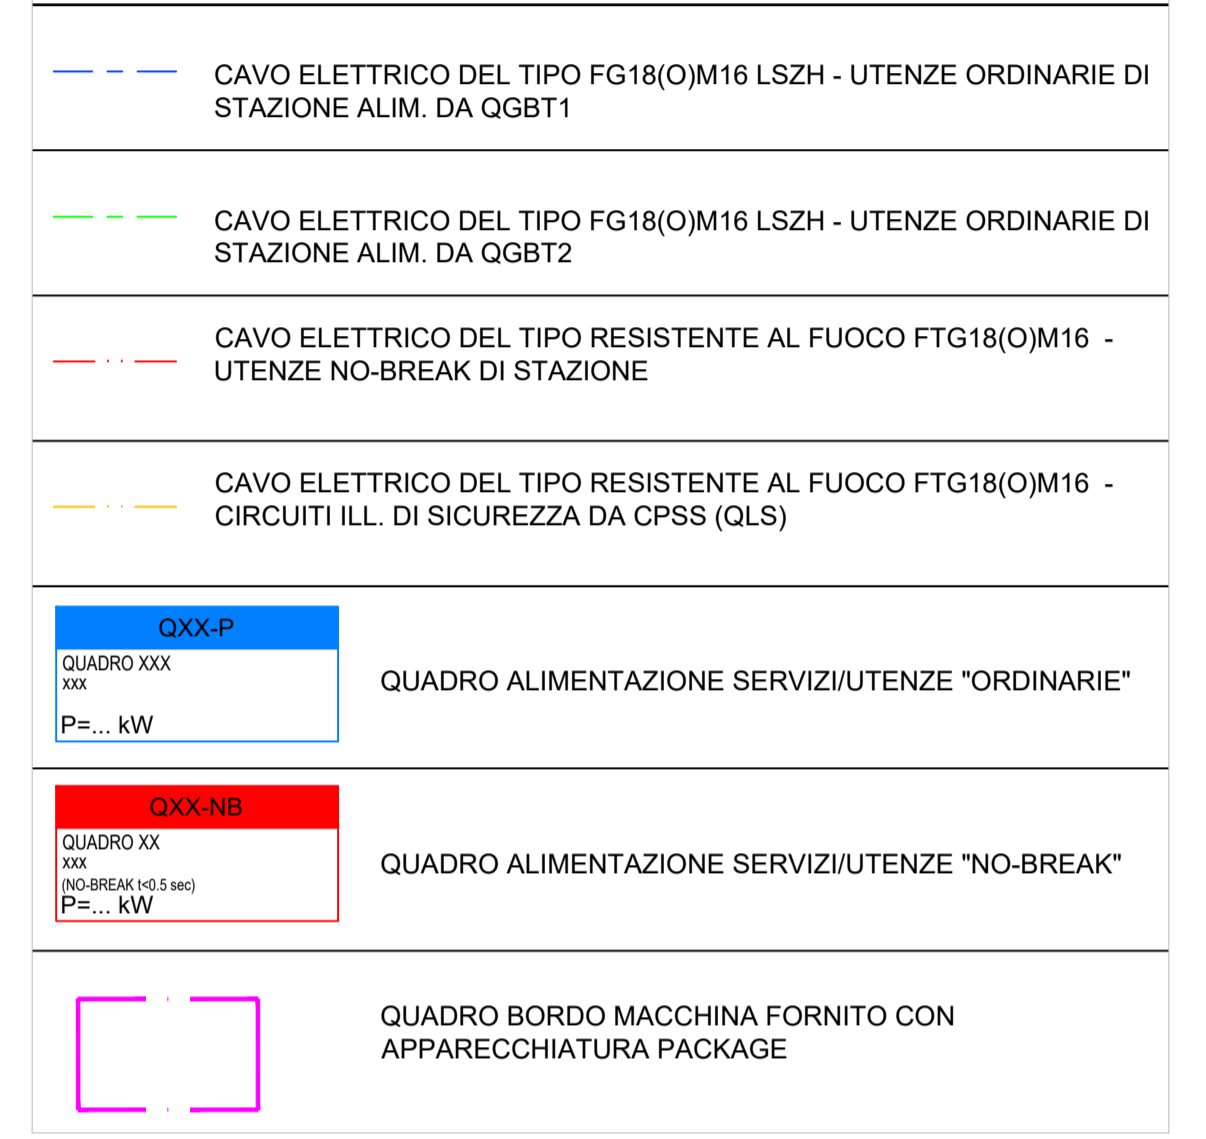 CAVO ELETTRICO DEL TIPO FG18(O)M16 LSZH - UTENZE ORDINARIE DI
STAZIONE ALIM. DA QGBT1
CAVO ELETTRICO DEL TIPO FG18(O)M16 LSZH - UTENZE ORDINARIE DI
STAZIONE ALIM. DA QGBT2
CAVO ELETTRICO DEL TIPO RESISTENTE AL FUOCO FTG18(O)M16 -
UTENZE NO-BREAK DI STAZIONE
CAVO ELETTRICO DEL TIPO RESISTENTE AL FUOCO FTG18(O)M16 -
CIRCUITI ILL. DI SICUREZZA DA CPSS (QLS)
QXX-P
QUADRO XXX
xxx
P=... kW
QUADRO ALIMENTAZIONE SERVIZI/UTENZE "ORDINARIE"
QXX-NB
QUADRO XX
xxx
(NO-BREAK t<0.5 sec)
P=... kW
QUADRO ALIMENTAZIONE SERVIZI/UTENZE "NO-BREAK"
QUADRO BORDO MACCHINA FORNITO CON
APPARECCHIATURA PACKAGE